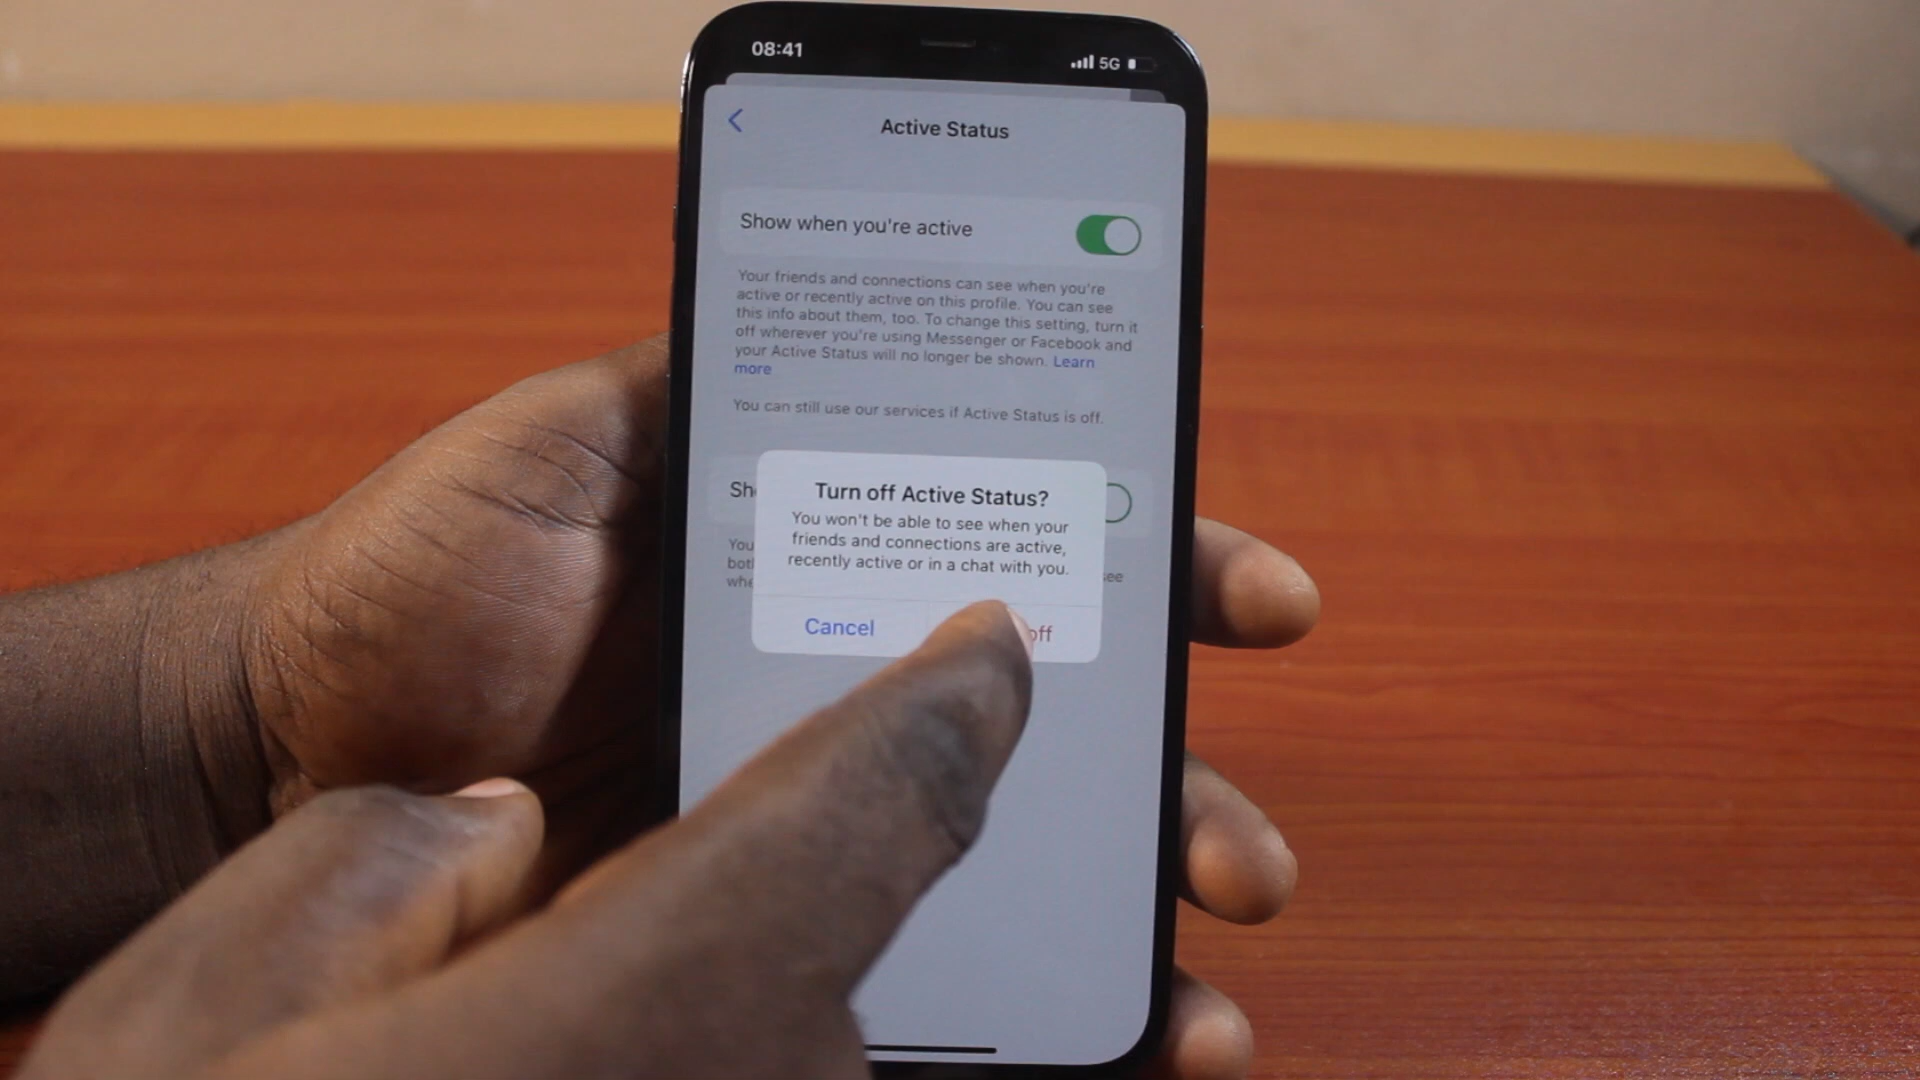 08:41
5G
Active Status
Show when you're active
Your friends and connections can see when you're
active or recently active on this profile. You can see
this info about them, too. To change this setting, turn it
off wherever you're using Messenger or Facebook and
your Active Status will no longer be shown. Learn
more
You can still use our services if Active Status is off.
Turn off Active Status?
You won't be able to see when your
friends and connections are active,
recently active or in a chat with you.
Cancel
off